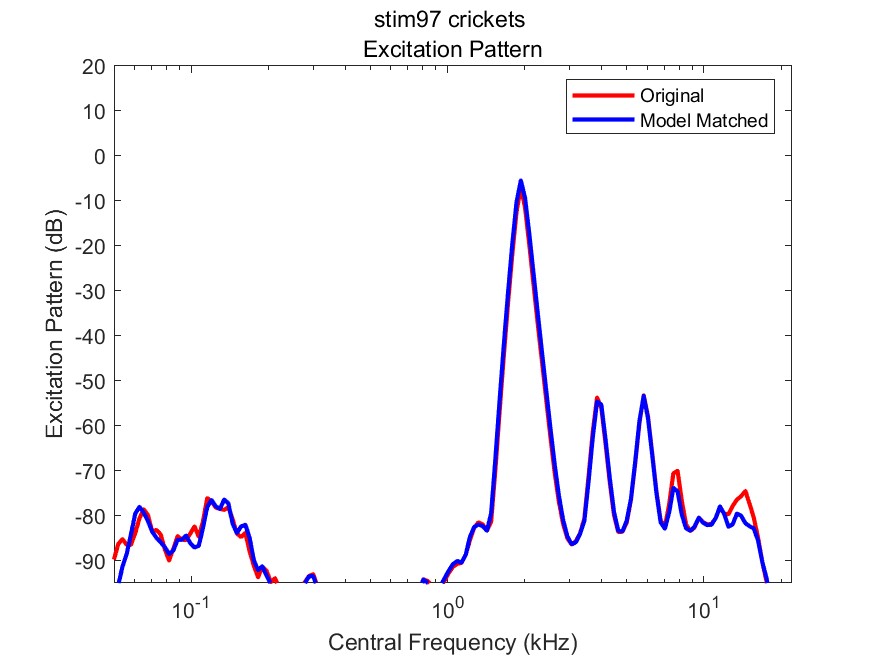 stim97 crickets
Excitation Pattern
20
10
0
-10
-20
-30
-40
-50
-60
-70
-80
-90
Excitation Pattern (dB)
Original
Model Matched
10^-1
10^0
10^1
Central Frequency (kHz)